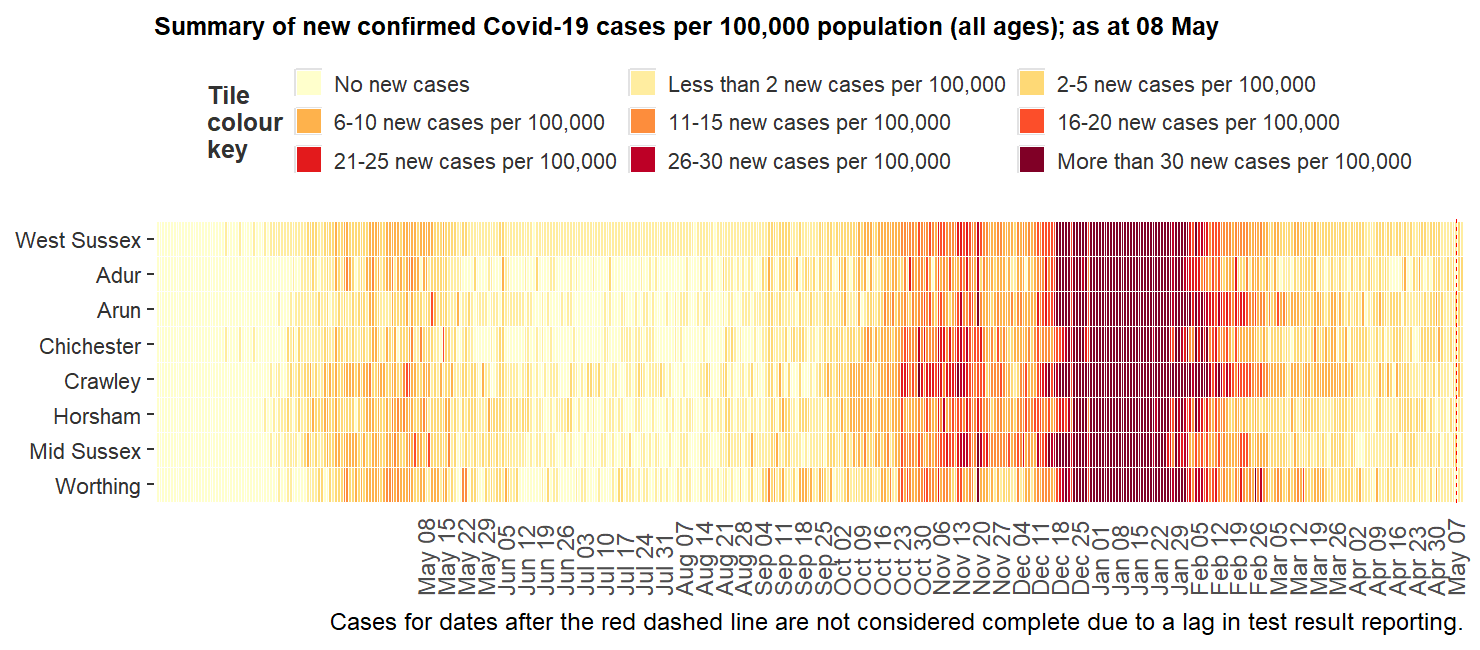 Summary of new confirmed Covid-19 cases per 100,000 population (all ages); as at 08 May
Tile
colour
key
No new cases
Less than 2 new cases per 100,000
2-5 new cases per 100,000
6-10 new cases per 100,000
11-15 new cases per 100,000
16-20 new cases per 100,000
21-25 new cases per 100,000
26-30 new cases per 100,000
More than 30 new cases per 100,000
West Sussex
Adur
Arun
Chichester
Crawley
Horsham
Mid Sussex
Worthing
May 08
May 15
May 22
May 29
Jun 05
Jun 12
Jun 19
Jun 26
Jul 03
Jul 10
Jul 17
Jul 24
Jul 31
Aug 07
Aug 14
Aug 21
Aug 28
Sep 04
Sep 11
Sep 18
Sep 25
Oct 02
Oct 09
Oct 16
Oct 23
Oct 30
Nov 06
Nov 13
Nov 20
Nov 27
Dec 04
Dec 11
Dec 18
Dec 25
Jan 01
Jan 08
Jan 15
Jan 22
Jan 29
Feb 05
Feb 12
Feb 19
Feb 26
Mar 05
Mar 12
Mar 19
Mar 26
Apr 02
Apr 09
Apr 16
Apr 23
Apr 30
May 07
Cases for dates after the red dashed line are not considered complete due to a lag in test result reporting.